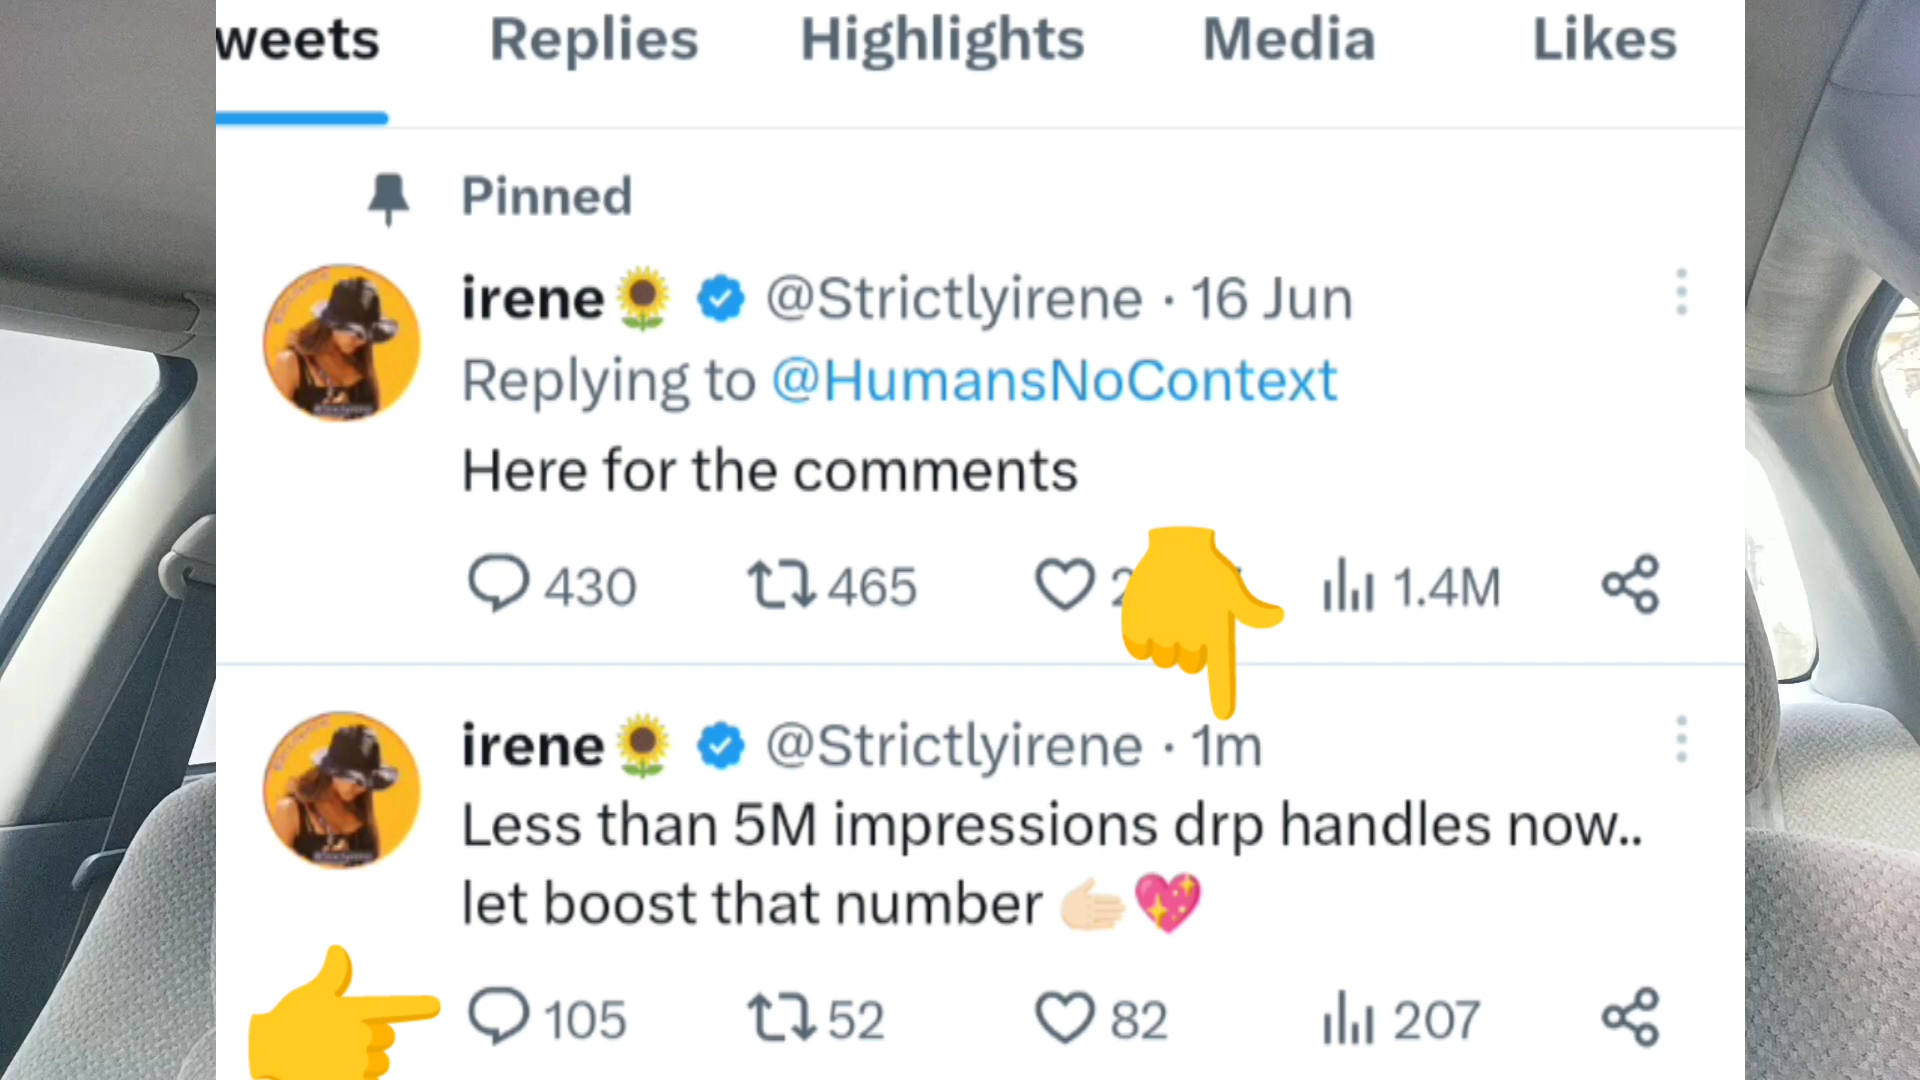 weets Replies Highlights Media Likes
Pinned
irene🌻 @Strictlyirene · 16 Jun
Replying to @HumansNoContext
Here for the comments
430 465 1.4M
irene🌻 @Strictlyirene · 1m
Less than 5M impressions drp handles now..
let boost that number 🫱🏻💖
105 52 82 207